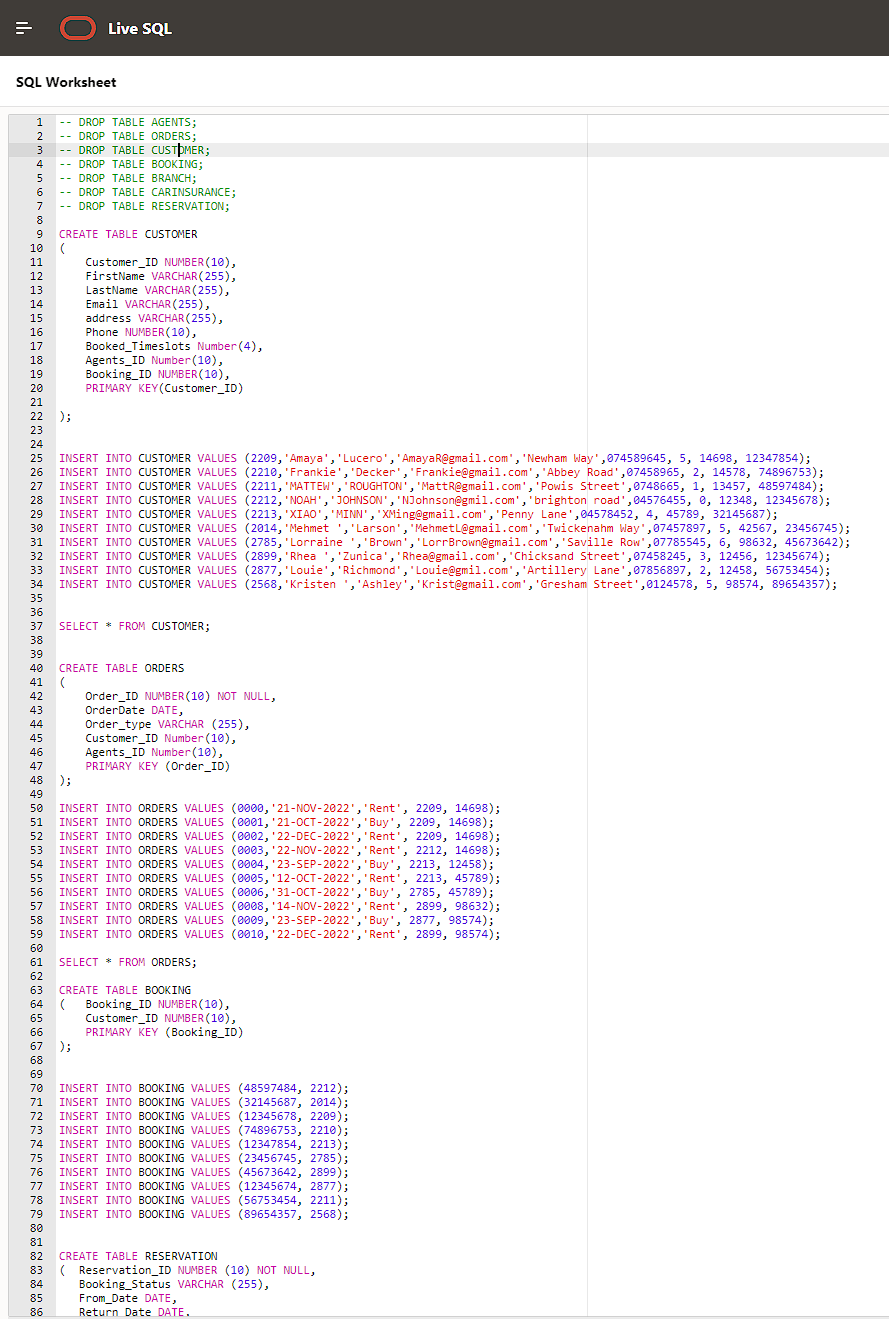 Live SQL
SQL Worksheet
1 -- DROP TABLE AGENTS;
2 -- DROP TABLE ORDERS;
3 -- DROP TABLE CUSTOMER;
4 -- DROP TABLE BOOKING;
5 -- DROP TABLE BRANCH;
6 -- DROP TABLE CARINSURANCE;
7 -- DROP TABLE RESERVATION;
8
9 CREATE TABLE CUSTOMER
10 (
11 Customer_ID NUMBER(10),
12 FirstName VARCHAR(255),
13 LastName VARCHAR(255),
14 Email VARCHAR(255),
15 address VARCHAR(255),
16 Phone NUMBER(10),
17 Booked_Timeslots Number(4),
18 Agents_ID Number(10),
19 Booking_ID NUMBER(10),
20 PRIMARY KEY(Customer_ID)
21
22 );
23
24
25 INSERT INTO CUSTOMER VALUES (2209,'Amaya','Lucero','AmayaR@gmail.com','Newham Way',074589645, 5, 14698, 12347854);
26 INSERT INTO CUSTOMER VALUES (2210,'Frankie','Decker','Frankie@gmail.com','Abbey Road',07458965, 2, 14578, 74896753);
27 INSERT INTO CUSTOMER VALUES (2211,'MATTEW','ROUGHTON','MattR@gmail.com','Powis Street',0748665, 1, 13457, 48597484);
28 INSERT INTO CUSTOMER VALUES (2212,'NOAH','JOHNSON','NJohnson@gmil.com','brighton road',04576455, 0, 12348, 12345678);
29 INSERT INTO CUSTOMER VALUES (2213,'XIAO','MINN','XMing@gmail.com','Penny Lane',04578452, 4, 45789, 32145687);
30 INSERT INTO CUSTOMER VALUES (2014,'Mehmet ','Larson','MehmetL@gmail.com','Twickenahm Way',07457897, 5, 42567, 23456745);
31 INSERT INTO CUSTOMER VALUES (2785,'Lorraine ','Brown','LorrBrown@gmail.com','Saville Row',07785545, 6, 98632, 45673642);
32 INSERT INTO CUSTOMER VALUES (2899,'Rhea ','Zunica','Rhea@gmail.com','Chicksand Street',07458245, 3, 12456, 12345674);
33 INSERT INTO CUSTOMER VALUES (2877,'Louie','Richmond','Louie@gmil.com','Artillery Lane',07856897, 2, 12458, 56753454);
34 INSERT INTO CUSTOMER VALUES (2568,'Kristen ','Ashley','Krist@gmil.com','Gresham Street',0124578, 5, 98574, 89654357);
35
36
37 SELECT * FROM CUSTOMER;
38
39
40 CREATE TABLE ORDERS
41 (
42 Order_ID NUMBER(10) NOT NULL,
43 OrderDate DATE,
44 Order_type VARCHAR (255),
45 Customer_ID Number(10),
46 Agents_ID Number(10),
47 PRIMARY KEY (Order_ID)
48 );
49
50 INSERT INTO ORDERS VALUES (0000,'21-NOV-2022','Rent', 2209, 14698);
51 INSERT INTO ORDERS VALUES (0001,'21-OCT-2022','Buy', 2209, 14698);
52 INSERT INTO ORDERS VALUES (0002,'22-DEC-2022','Rent', 2209, 14698);
53 INSERT INTO ORDERS VALUES (0003,'22-NOV-2022','Rent', 2212, 14698);
54 INSERT INTO ORDERS VALUES (0004,'23-SEP-2022','Buy', 2213, 12458);
55 INSERT INTO ORDERS VALUES (0005,'12-OCT-2022','Rent', 2213, 45789);
56 INSERT INTO ORDERS VALUES (0006,'31-OCT-2022','Buy', 2785, 45789);
57 INSERT INTO ORDERS VALUES (0008,'14-NOV-2022','Rent', 2899, 98632);
58 INSERT INTO ORDERS VALUES (0009,'23-SEP-2022','Buy', 2877, 98574);
59 INSERT INTO ORDERS VALUES (0010,'22-DEC-2022','Rent', 2899, 98574);
60
61 SELECT * FROM ORDERS;
62
63 CREATE TABLE BOOKING
64 ( Booking_ID NUMBER(10),
65 Customer_ID NUMBER(10),
66 PRIMARY KEY (Booking_ID)
67 );
68
69
70 INSERT INTO BOOKING VALUES (48597484, 2212);
71 INSERT INTO BOOKING VALUES (32145687, 2014);
72 INSERT INTO BOOKING VALUES (12345678, 2209);
73 INSERT INTO BOOKING VALUES (74896753, 2210);
74 INSERT INTO BOOKING VALUES (12347854, 2213);
75 INSERT INTO BOOKING VALUES (23456745, 2785);
76 INSERT INTO BOOKING VALUES (45673642, 2899);
77 INSERT INTO BOOKING VALUES (12345674, 2877);
78 INSERT INTO BOOKING VALUES (56753454, 2211);
79 INSERT INTO BOOKING VALUES (89654357, 2568);
80
81
82 CREATE TABLE RESERVATION
83 ( Reservation_ID NUMBER (10) NOT NULL,
84 Booking_Status VARCHAR (255),
85 From_Date DATE,
86 Return_Date DATE,